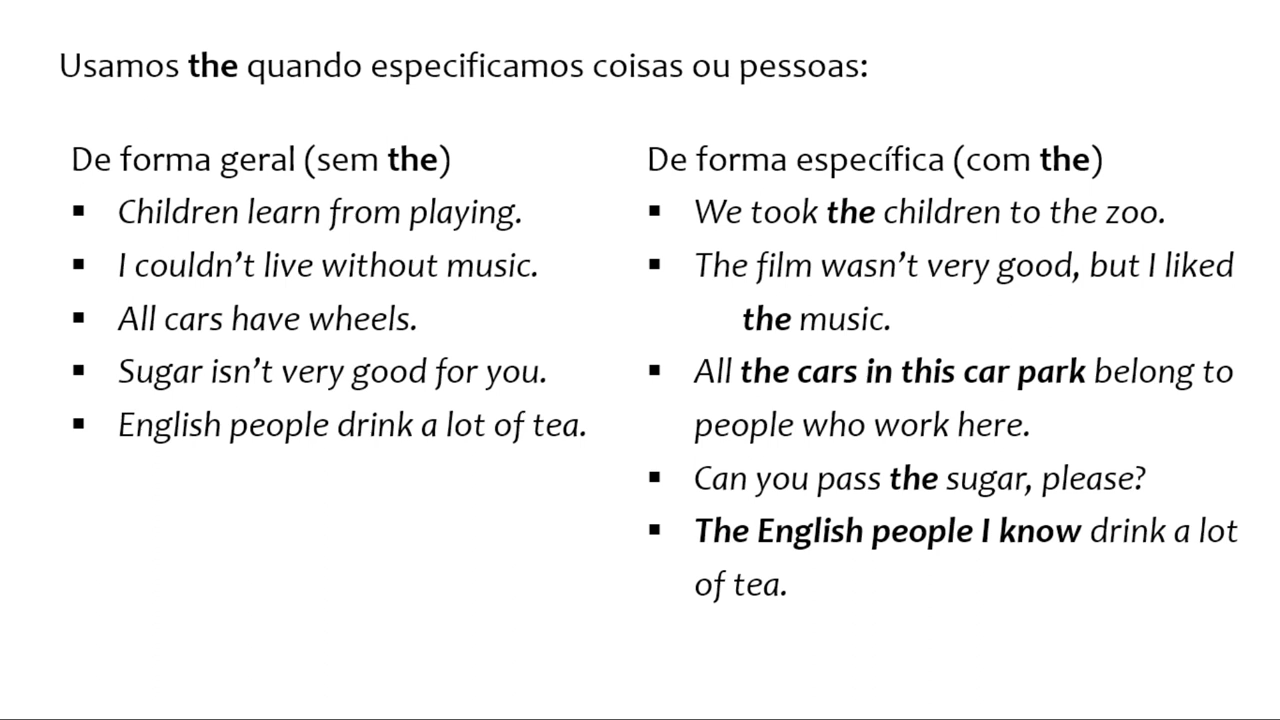 Usamos the quando especificamos coisas ou pessoas:
De forma geral (sem the)
▪ Children learn from playing.
▪ I couldn’t live without music.
▪ All cars have wheels.
▪ Sugar isn’t very good for you.
▪ English people drink a lot of tea.
De forma específica (com the)
▪ We took the children to the zoo.
▪ The film wasn’t very good, but I liked
the music.
▪ All the cars in this car park belong to
people who work here.
▪ Can you pass the sugar, please?
▪ The English people I know drink a lot
of tea.